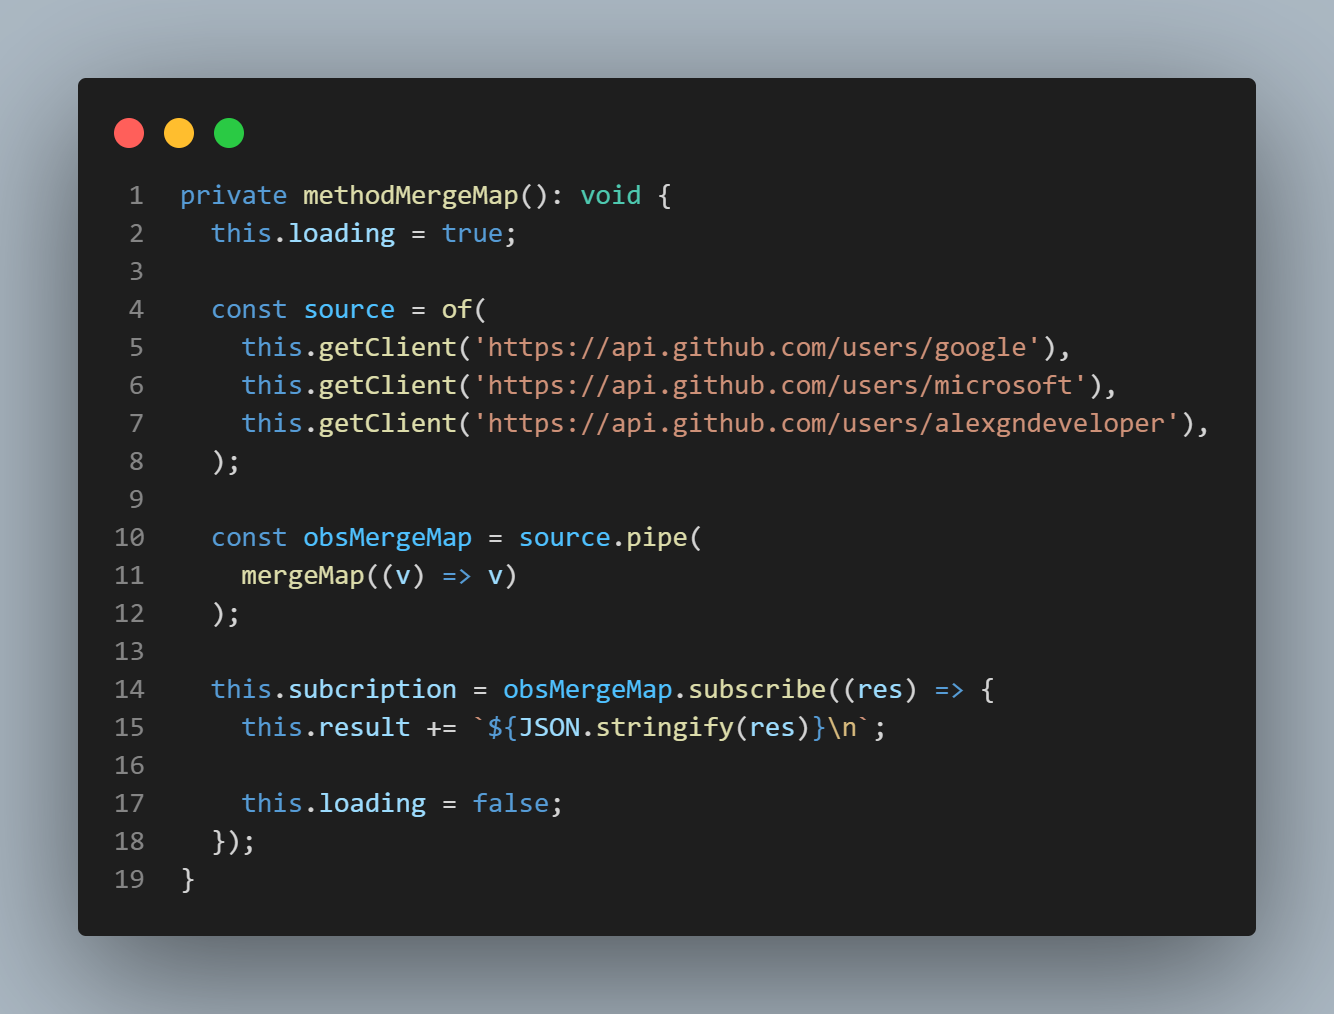 1 private methodMergeMap(): void {
2   this.loading = true;
3
4   const source = of(
5     this.getClient('https://api.github.com/users/google'),
6     this.getClient('https://api.github.com/users/microsoft'),
7     this.getClient('https://api.github.com/users/alexgndeveloper'),
8   );
9
10   const obsMergeMap = source.pipe(
11     mergeMap((v) => v)
12   );
13
14   this.subcription = obsMergeMap.subscribe((res) => {
15     this.result += `${JSON.stringify(res)}\n`;
16
17     this.loading = false;
18   });
19 }